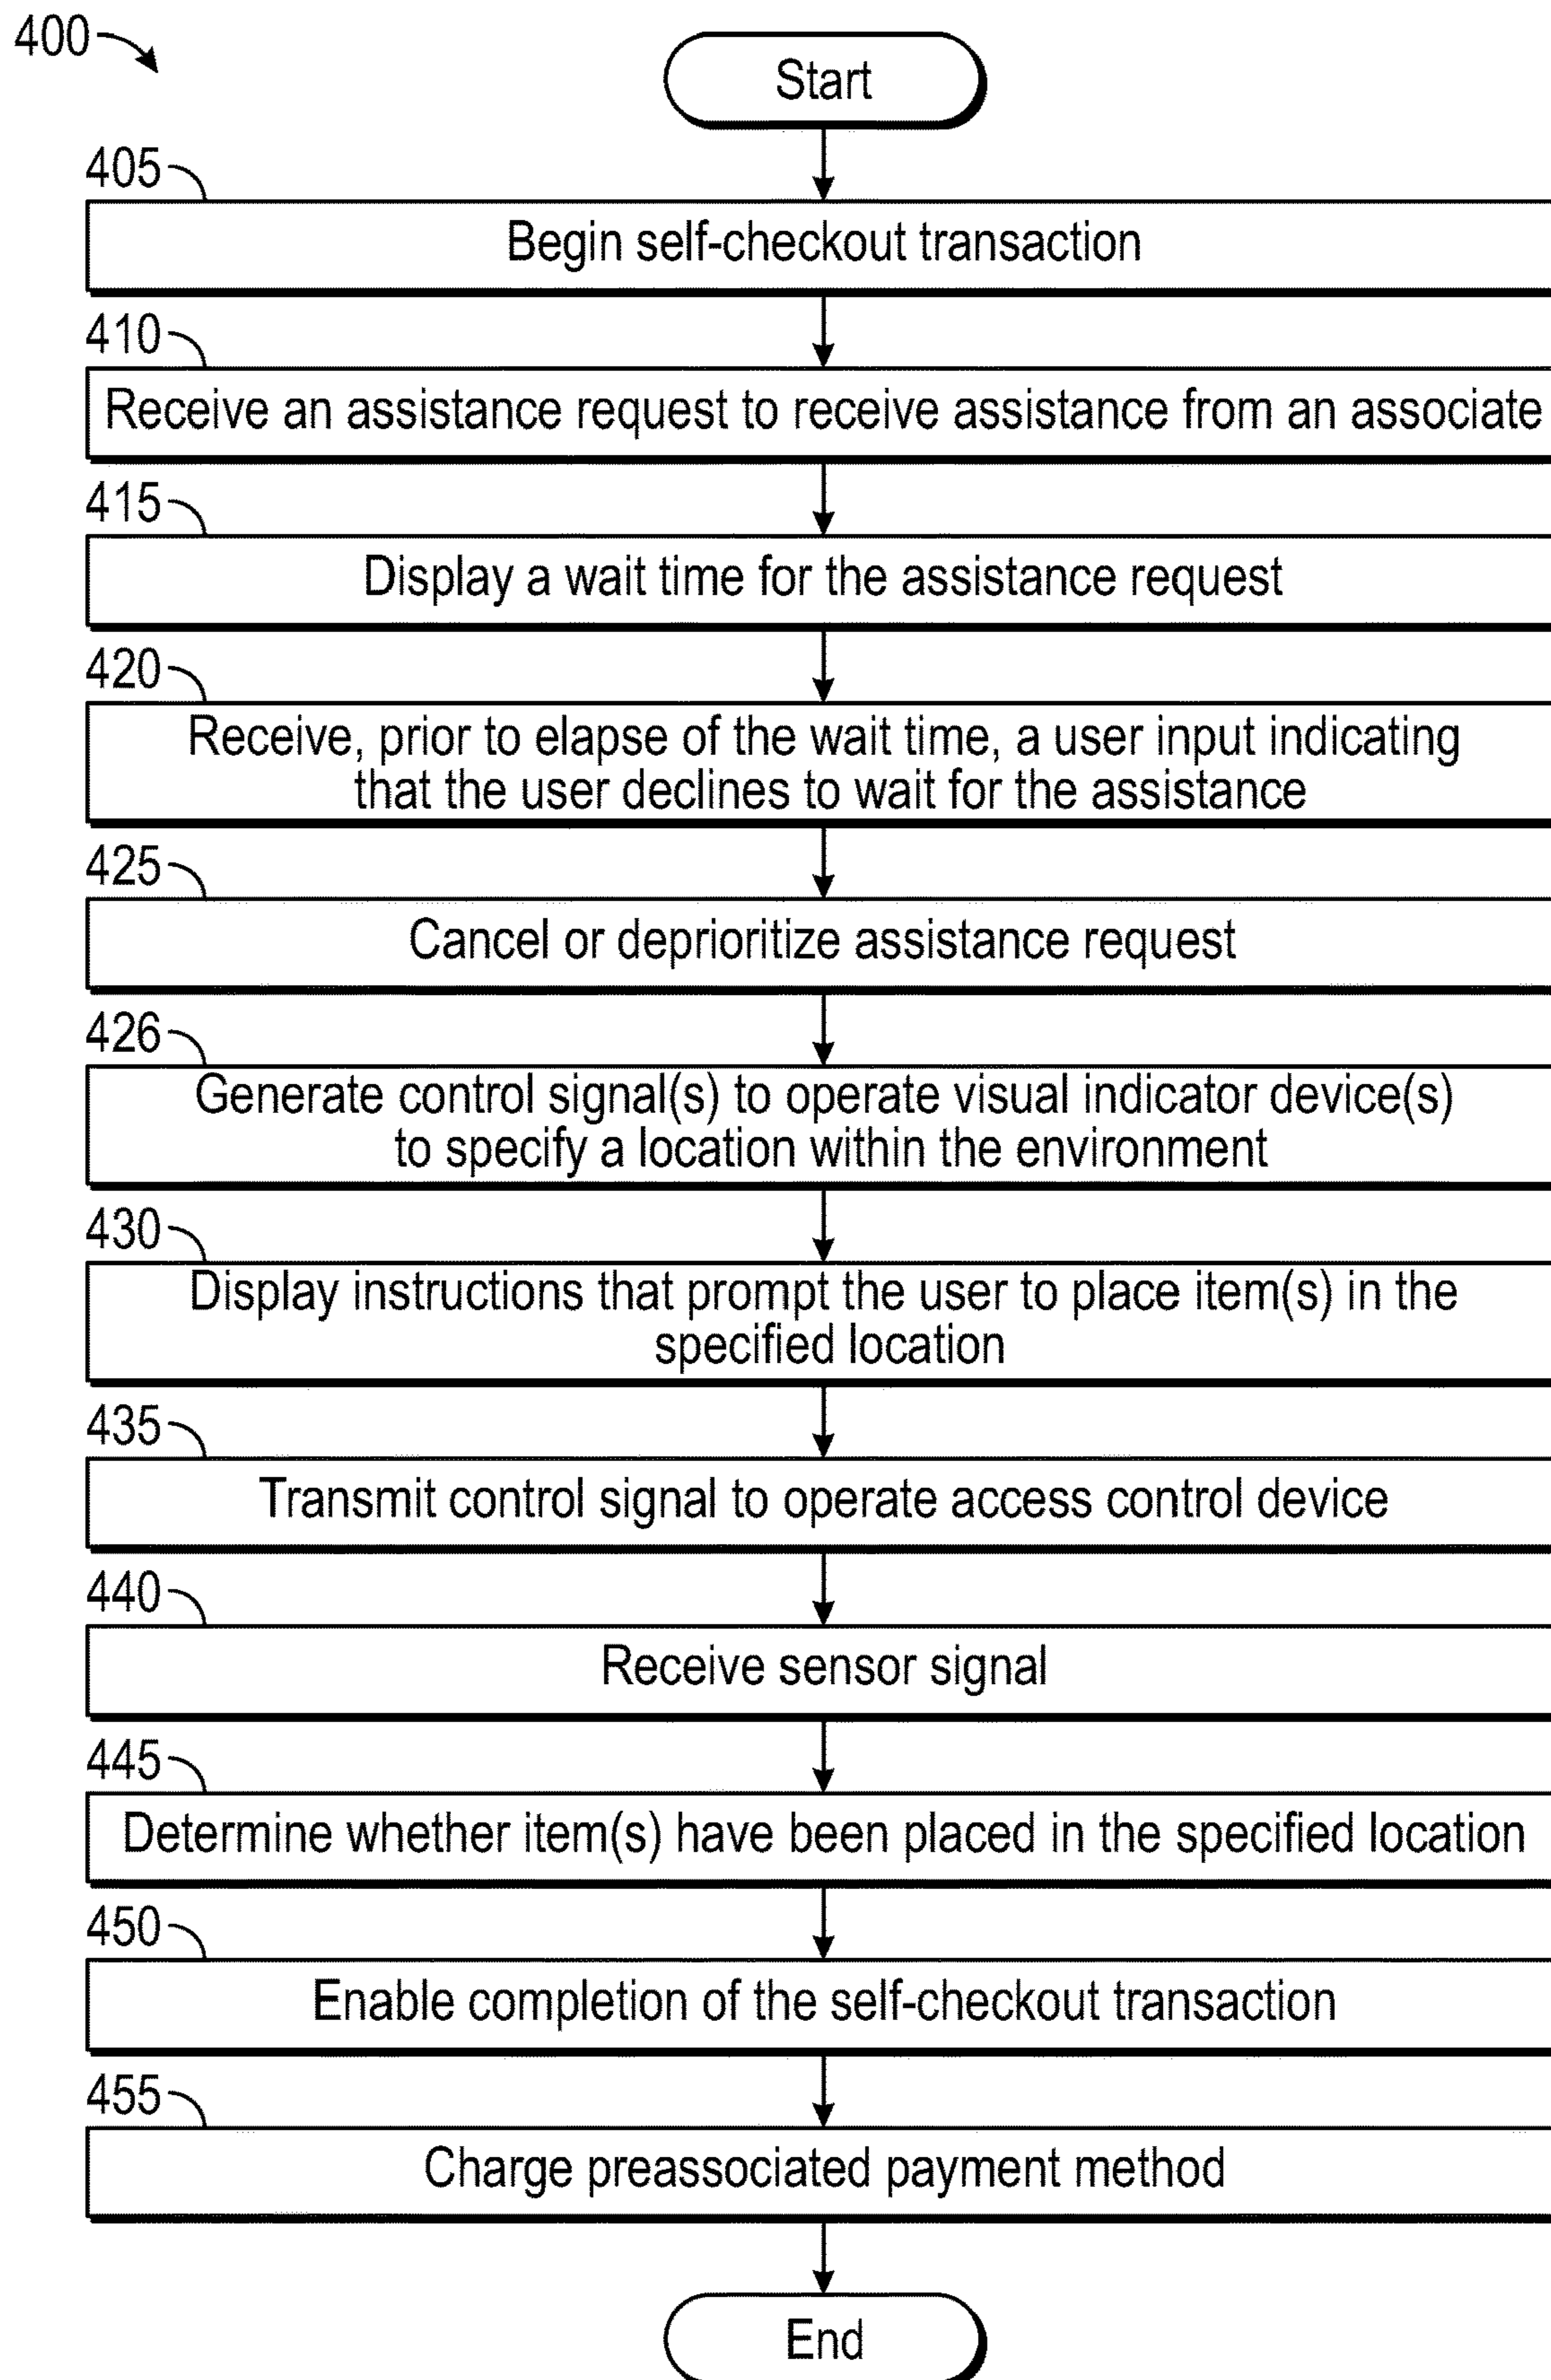 400
Start
405
Begin self-checkout transaction
410
Receive an assistance request to receive assistance from an associate
415
Display a wait time for the assistance request
420
Receive, prior to elapse of the wait time, a user input indicating
that the user declines to wait for the assistance
425
Cancel or deprioritize assistance request
426
Generate control signal(s) to operate visual indicator device(s)
to specify a location within the environment
430
Display instructions that prompt the user to place item(s) in the
specified location
435
Transmit control signal to operate access control device
440
Receive sensor signal
445
Determine whether item(s) have been placed in the specified location
450
Enable completion of the self-checkout transaction
455
Charge preassociated payment method
End